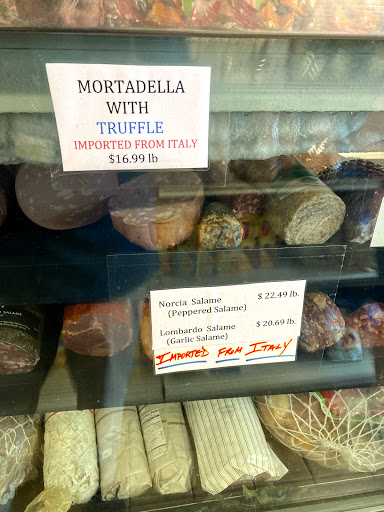 MORTADELLA
WITH
TRUFFLE
IMPORTED FROM ITALY
$16.99 lb
Norcia Salame $ 22.49 lb.
(Peppered Salame)
Lombardo Salame $ 20.69 lb.
(Garlic Salame)
IMPORTED FROM ITALY
SALAME